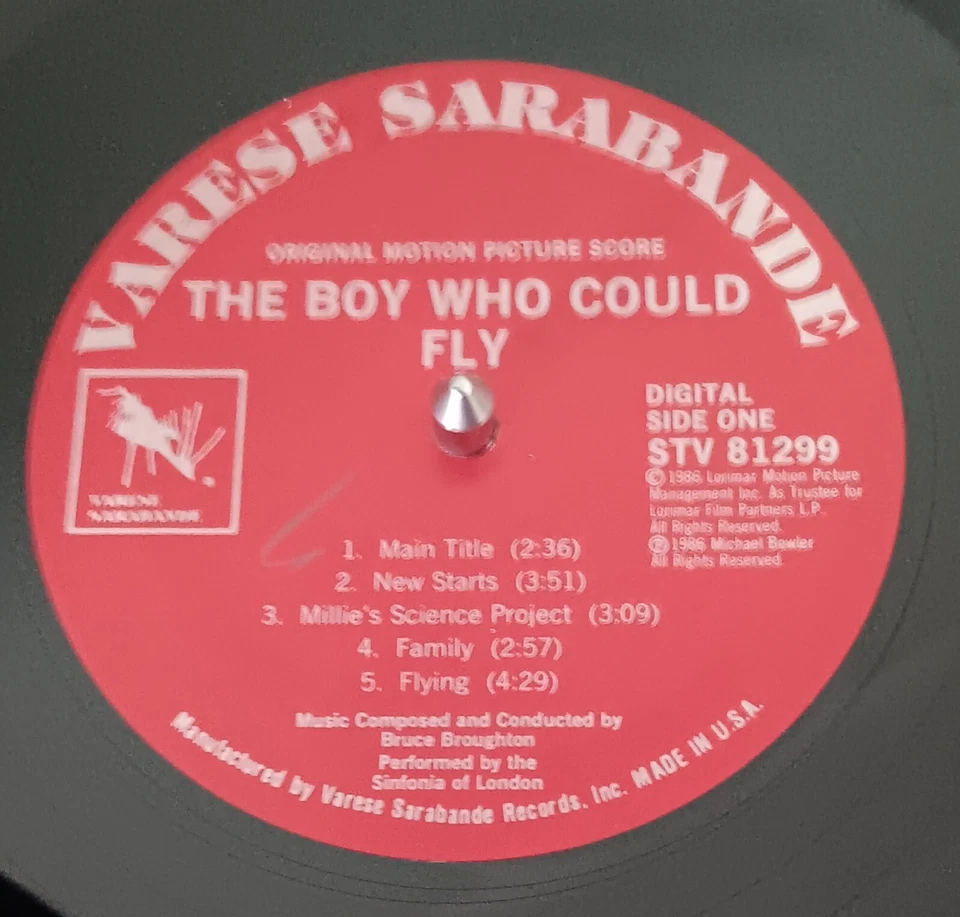 VARESE SARABANDE
ORIGINAL MOTION PICTURE SCORE
THE BOY WHO COULD
FLY
VARESE
SARABANDE
DIGITAL
SIDE ONE
STV 81299
© 1986 Lorimar Motion Picture
Management Inc. As Trustee for
Lorimar Film Partners L.P.
All Rights Reserved.
℗ 1986 Michael Bowler
All Rights Reserved.
1. Main Title (2:36)
2. New Starts (3:51)
3. Millie's Science Project (3:09)
4. Family (2:57)
5. Flying (4:29)
Music Composed and Conducted by
Bruce Broughton
Performed by the
Sinfonia of London
Manufactured by Varese Sarabande Records, Inc. MADE IN U.S.A.